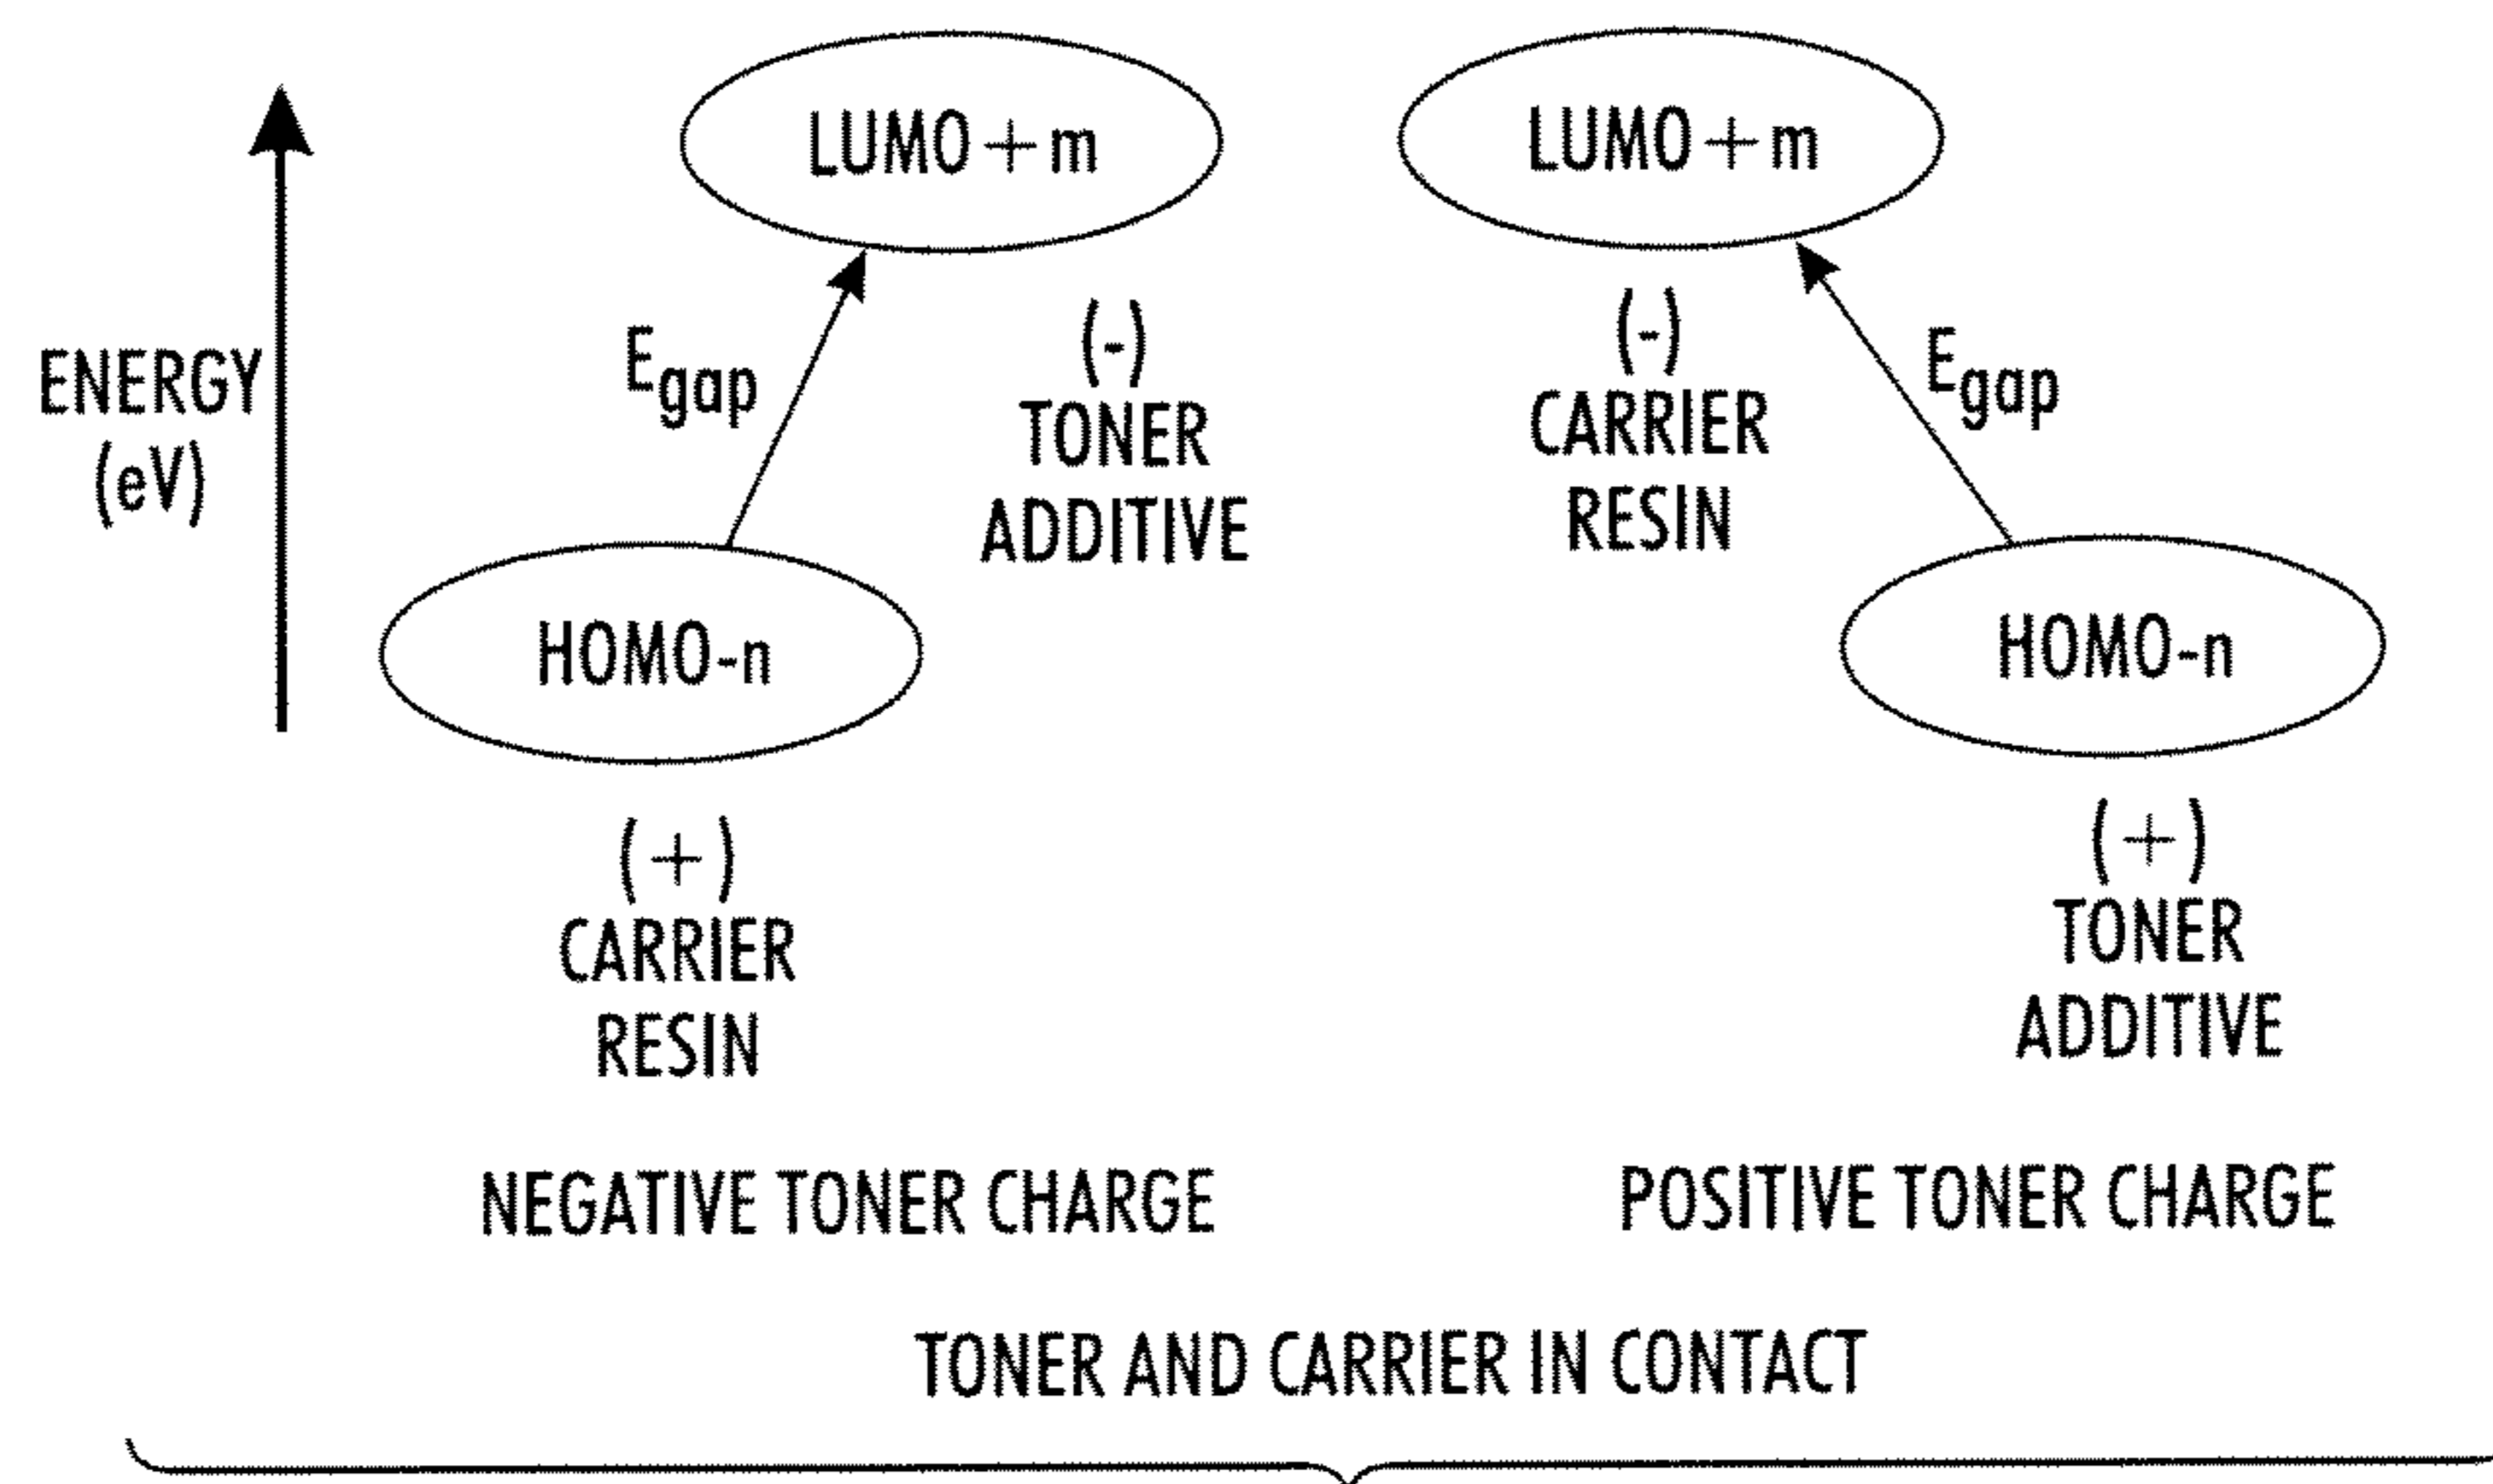 LUMO+m
LUMO+m
ENERGY
(eV)
Egap
(-)
TONER
ADDITIVE
(-)
CARRIER
RESIN
Egap
HOMO-n
HOMO-n
(+)
CARRIER
RESIN
(+)
TONER
ADDITIVE
NEGATIVE TONER CHARGE
POSITIVE TONER CHARGE
TONER AND CARRIER IN CONTACT